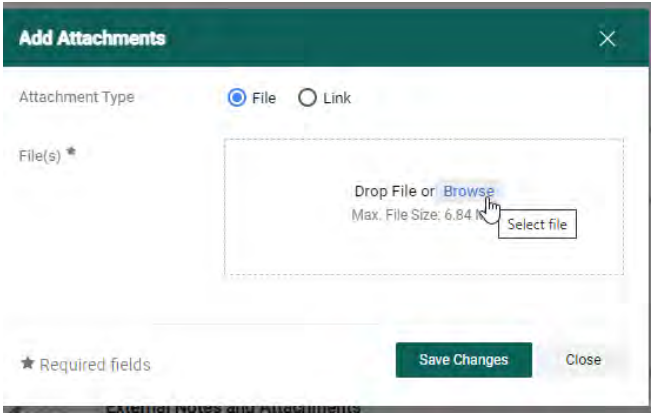 Add Attachments
Attachment Type File Link
File(s) *
Drop File or Browse
Max. File Size: 6.84
Select file
★ Required fields Save Changes Close
External Notes and Attachments